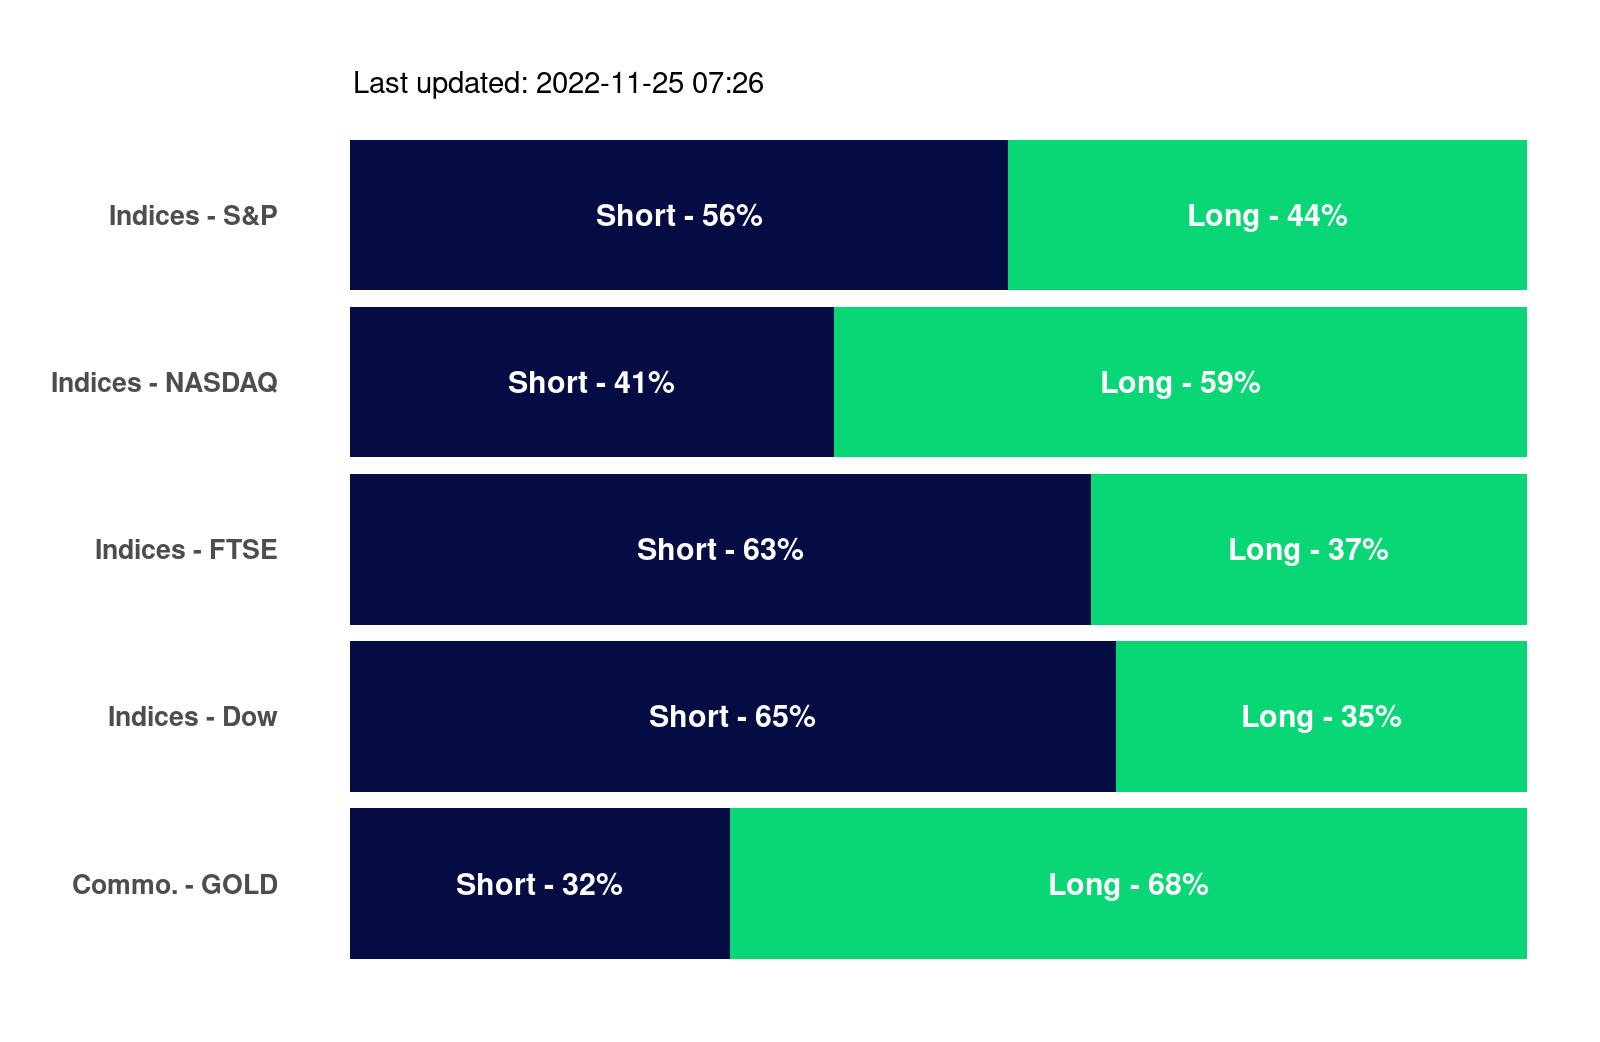 Last updated: 2022-11-25 07:26
Indices - S&P Short - 56% Long - 44%
Indices - NASDAQ Short - 41% Long - 59%
Indices - FTSE Short - 63% Long - 37%
Indices - Dow Short - 65% Long - 35%
Commo. - GOLD Short - 32% Long - 68%